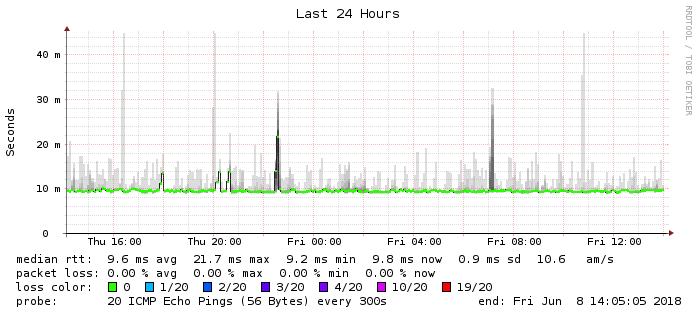 Last 24 Hours
RRDTOOL / TOBI OETIKER
Seconds
40 m
30 m
20 m
10 m
0
Thu 16:00 Thu 20:00 Fri 00:00 Fri 04:00 Fri 08:00 Fri 12:00
median rtt: 9.6 ms avg 21.7 ms max 9.2 ms min 9.8 ms now 0.9 ms sd 10.6 am/s
packet loss: 0.00 % avg 0.00 % max 0.00 % min 0.00 % now
loss color: 0 1/20 2/20 3/20 4/20 10/20 19/20
probe: 20 ICMP Echo Pings (56 Bytes) every 300s end: Fri Jun 8 14:05:05 2018